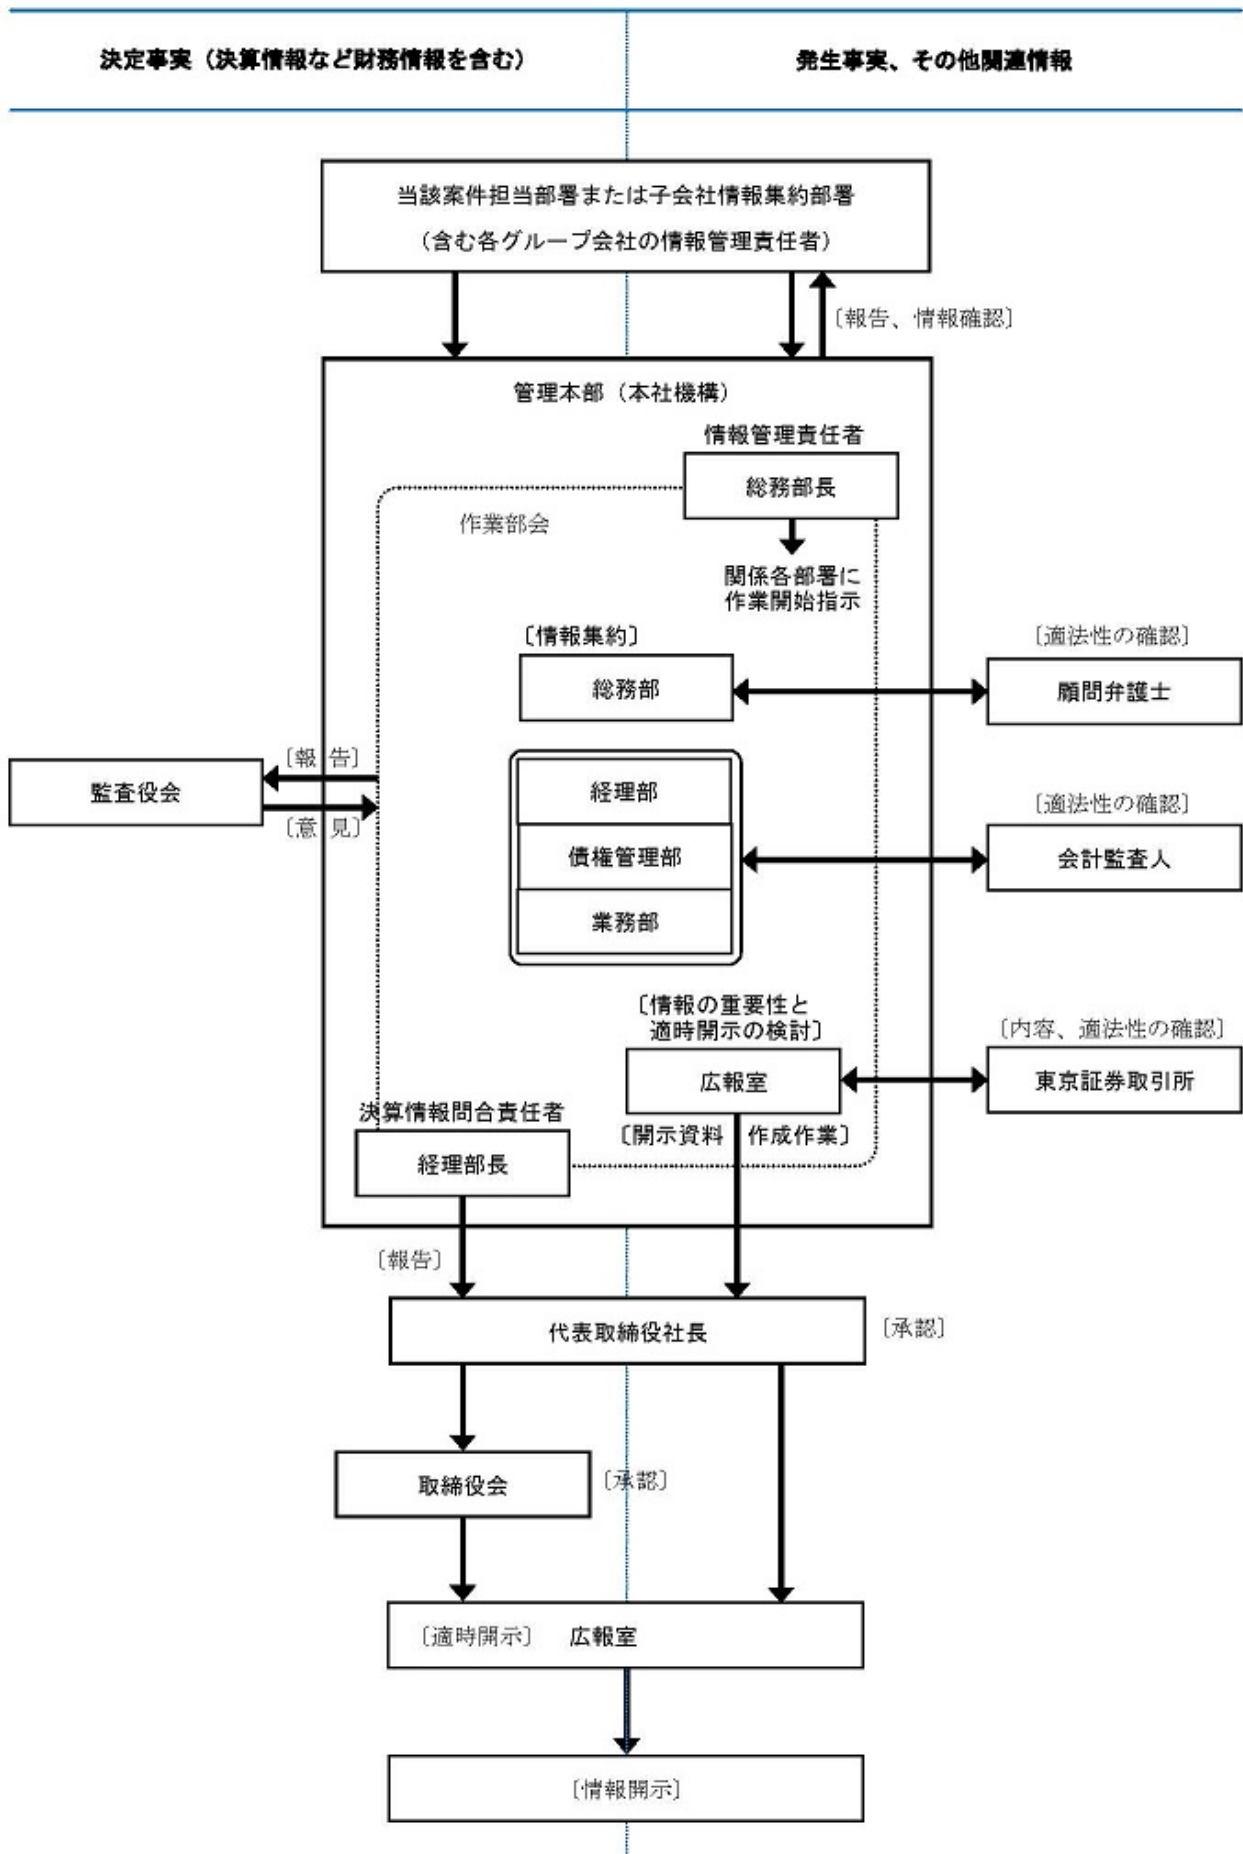 決定事実（決算情報など財務情報を含む）
発生事実、その他関連情報
当該案件担当部署または子会社情報集約部署
（含む各グループ会社の情報管理責任者）
〔報告、情報確認〕
管理本部（本社機構）
情報管理責任者
総務部長
作業部会
関係各部署に
作業開始指示
〔情報集約〕
総務部
〔適法性の確認〕
顧問弁護士
〔報告〕
監査役会
〔意見〕
経理部
債権管理部
業務部
〔適法性の確認〕
会計監査人
〔情報の重要性と
適時開示の検討〕
広報室
〔内容、適法性の確認〕
東京証券取引所
〔開示資料 作成作業〕
決算情報問合責任者
経理部長
〔報告〕
代表取締役社長
〔承認〕
取締役会
〔承認〕
〔適時開示〕 広報室
〔情報開示〕